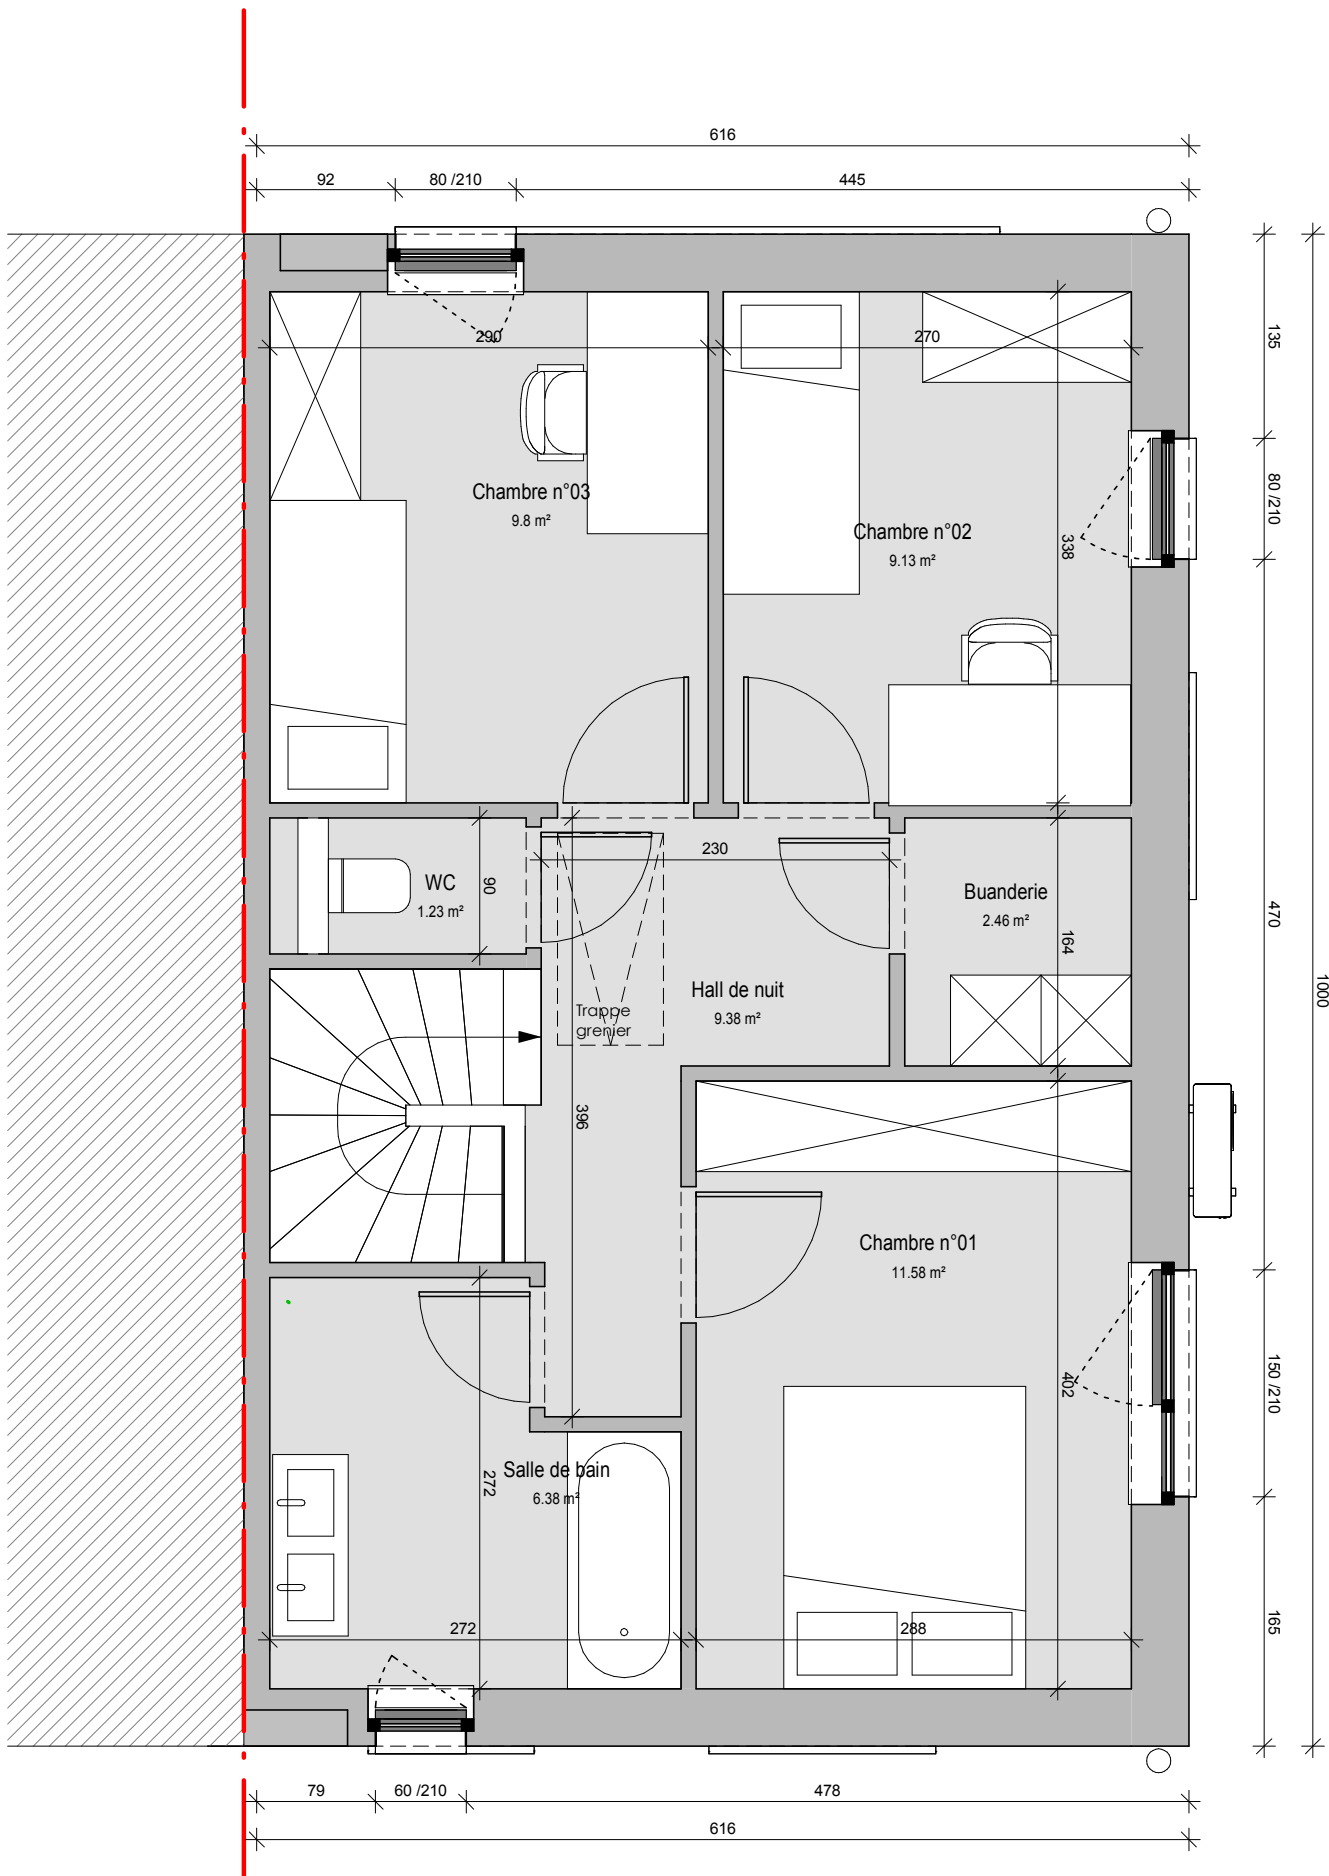 616
92
80 /210
445
290
270
135
80 /210
Chambre n°03
9.8 m²
Chambre n°02
9.13 m²
338
230
WC
1.23 m²
90
Buanderie
2.46 m²
164
470
1000
Hall de nuit
9.38 m²
Trappe
grenier
396
Chambre n°01
11.58 m²
402
150 /210
Salle de bain
6.38 m²
272
272
288
165
79
60 /210
478
616